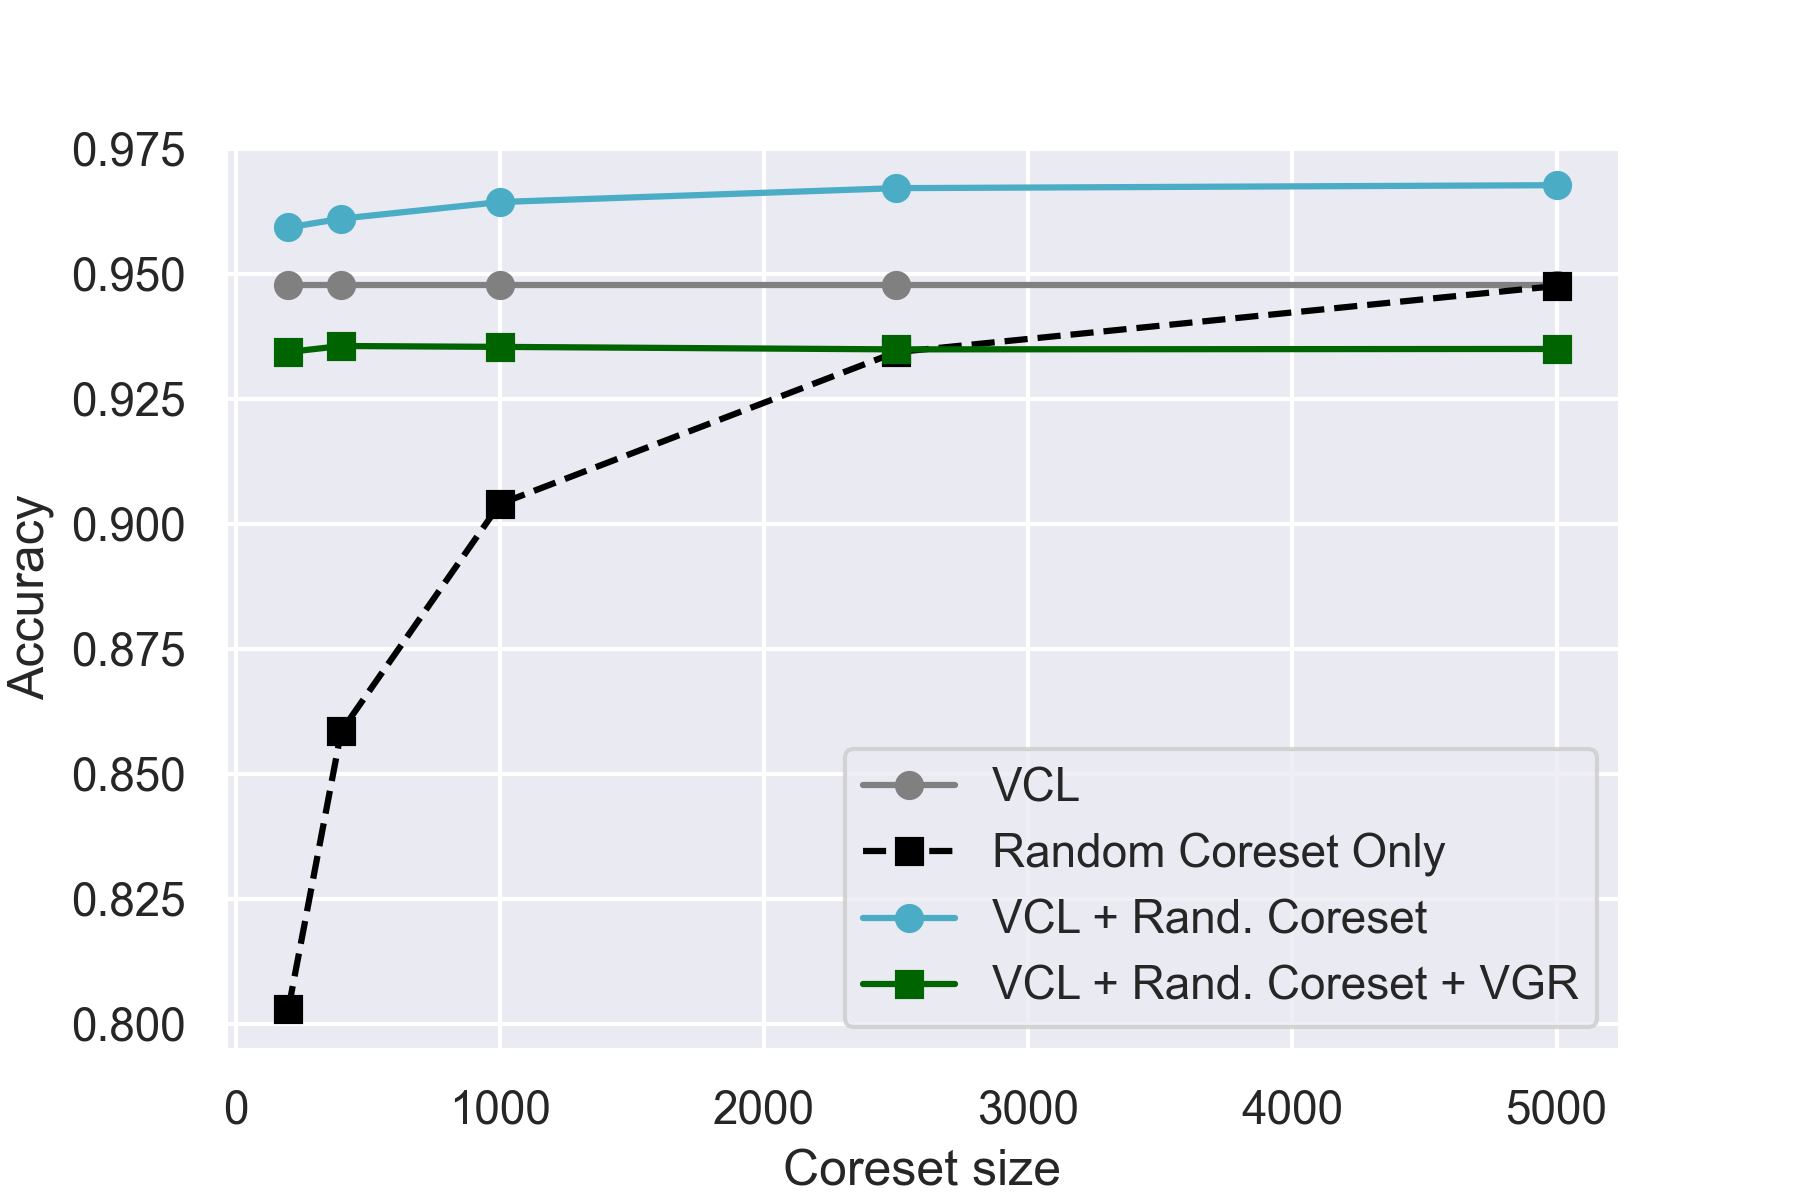 0.975
0.950
0.925
0.900
0.875
0.850
0.825
0.800
Accuracy
VCL
Random Coreset Only
VCL + Rand. Coreset
VCL + Rand. Coreset + VGR
0 1000 2000 3000 4000 5000
Coreset size